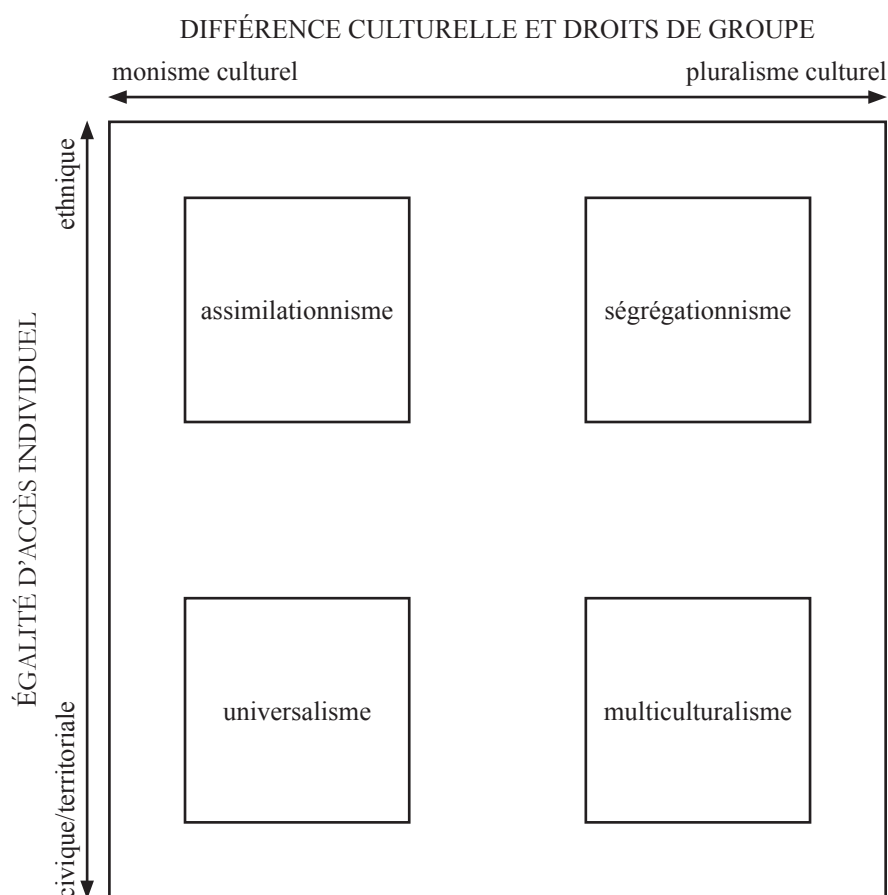 DIFFÉRENCE CULTURELLE ET DROITS DE GROUPE
monisme culturel
pluralisme culturel
ethnique
assimilationnisme
ségrégationnisme
ÉGALITÉ D’ACCÈS INDIVIDUEL
universalisme
multiculturalisme
civique/territoriale